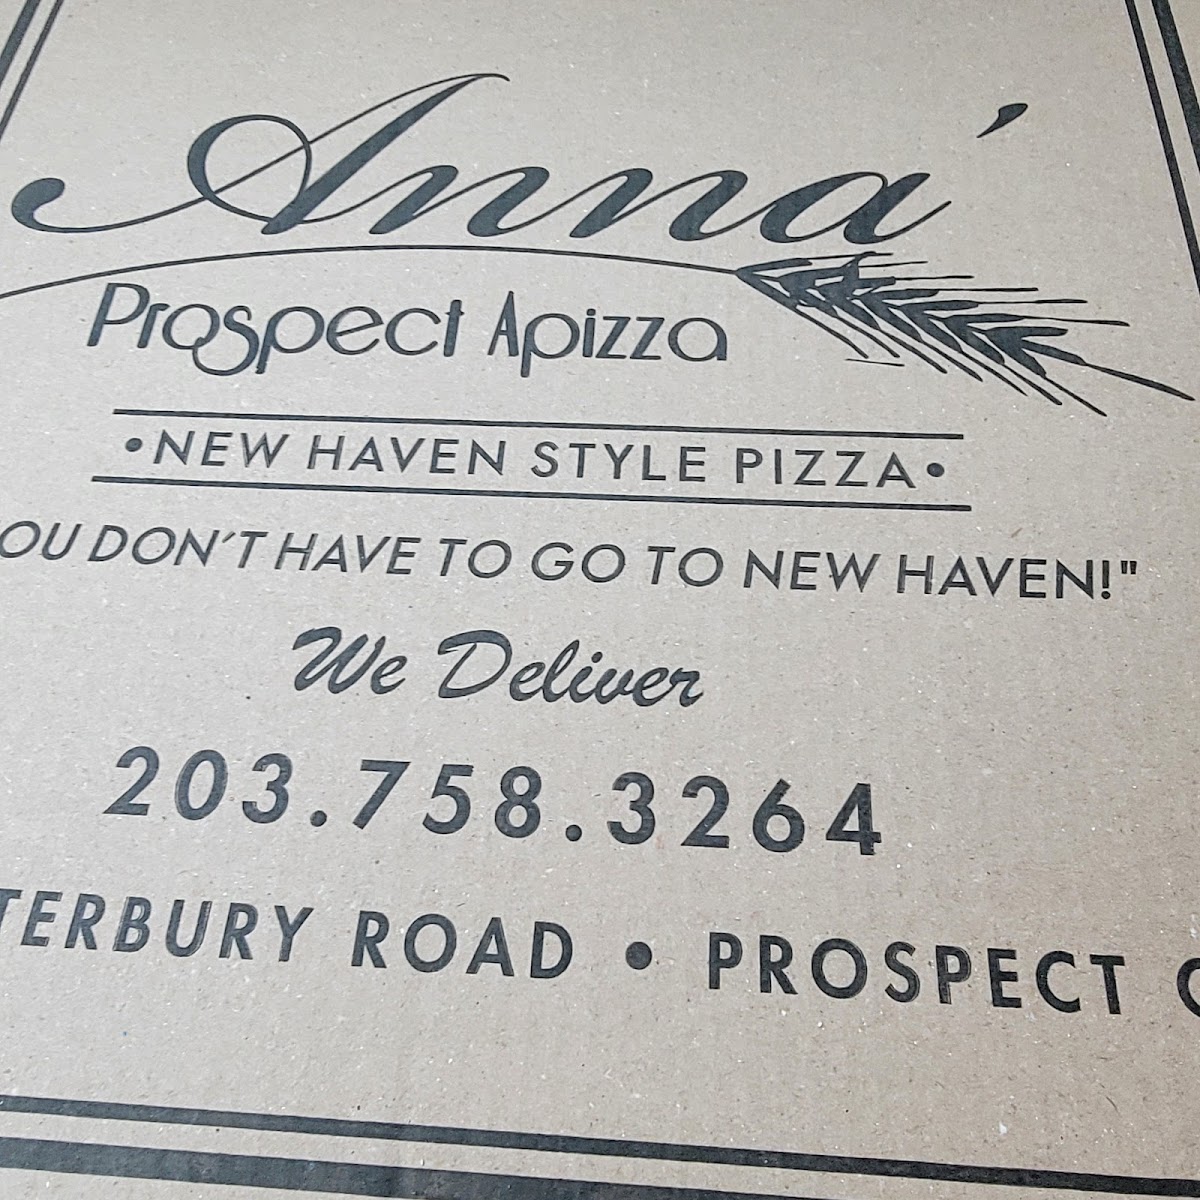 Anna'
Prospect Apizza
•NEW HAVEN STYLE PIZZA•
OU DON'T HAVE TO GO TO NEW HAVEN!"
We Deliver
203.758.3264
TERBURY ROAD • PROSPECT C